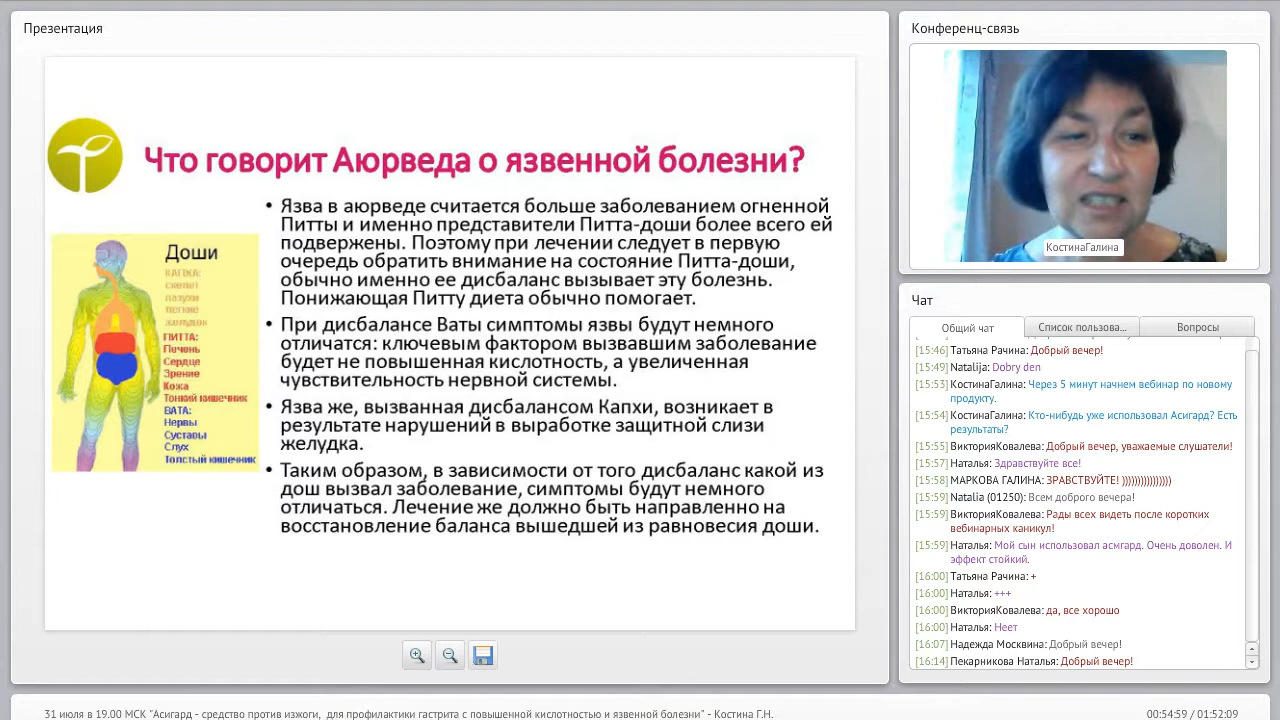 Презентация
Что говорит Аюрведа о язвенной болезни?
• Язва в аюрведе считается больше заболеванием огненной
Питты и именно представители Питта-доши более всего ей
подвержены. Поэтому при лечении следует в первую
очередь обратить внимание на состояние Питта-доши,
обычно именно ее дисбаланс вызывает эту болезнь.
Понижающая Питту диета обычно помогает.
• При дисбалансе Ваты симптомы язвы будут немного
отличатся: ключевым фактором вызвавшим заболевание
будет не повышенная кислотность, а увеличенная
чувствительность нервной системы.
• Язва же, вызванная дисбалансом Капхи, возникает в
результате нарушений в выработке защитной слизи
желудка.
• Таким образом, в зависимости от того дисбаланс какой из
дош вызвал заболевание, симптомы будут немного
отличаться. Лечение же должно быть направленно на
восстановление баланса вышедшей из равновесия доши.
Доши
КАПХА:
легкие
желудок
ПИТТА:
Печень
Сердце
Зрение
Кожа
Тонкий кишечник
ВАТА:
Нервы
Суставы
Слух
Толстый кишечник
Конференц-связь
КостинаГалина
Чат
Общий чат
Список пользова...
Вопросы
[15:46] Татьяна Рачина: Добрый вечер!
[15:49] Natalija: Dobry den
[15:53] КостинаГалина: Через 5 минут начнем вебинар по новому
продукту.
[15:54] КостинаГалина: Кто-нибудь уже использовал Асигард? Есть
результаты?
[15:55] ВикторияКовалева: Добрый вечер, уважаемые слушатели!
[15:57] Наталья: Здравствуйте все!
[15:58] МАРКОВА ГАЛИНА: ЗРАВСТВУЙТЕ! ))))))))))))))))
[15:59] Natalia (01250): Всем доброго вечера!
[15:59] ВикторияКовалева: Рады всех видеть после коротких
вебинарных каникул!
[15:59] Наталья: Мой сын использовал асмгард. Очень доволен. И
эффект стойкий.
[16:00] Татьяна Рачина: +
[16:00] Наталья: +++
[16:00] ВикторияКовалева: да, все хорошо
[16:00] Наталья: Неет
[16:07] Надежда Москвина: Добрый вечер!
[16:14] Пекарникова Наталья: Добрый вечер!
31 июля в 19.00 МСК "Асигард - средство против изжоги, для профилактики гастрита с повышенной кислотностью и язвенной болезни" - Костина Г.Н.
00:54:59 / 01:52:09